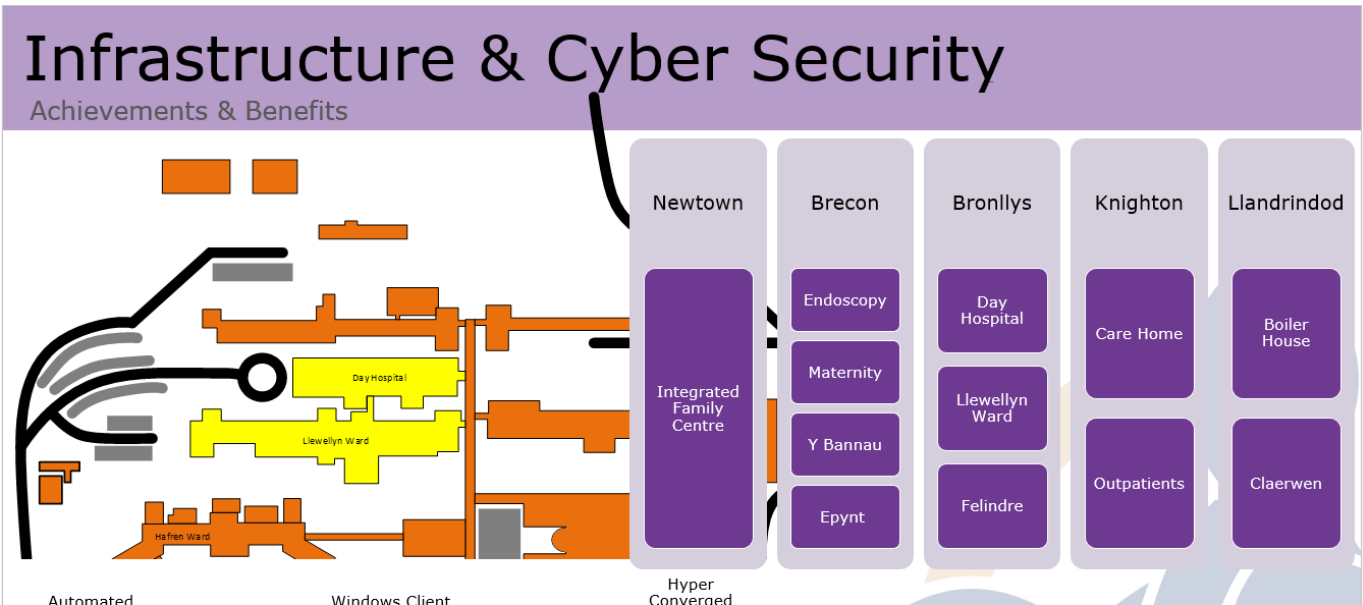 Infrastructure & Cyber Security
Achievements & Benefits
Newtown
Brecon
Bronllys
Knighton
Llandrindod
Integrated
Family
Centre
Endoscopy
Maternity
Y Bannau
Epynt
Day
Hospital
Llewellyn
Ward
Felindre
Care Home
Outpatients
Boiler
House
Claerwen
Day Hospital
Llewellyn Ward
Hafren Ward
Automated
Windows Client
Hyper
Converged